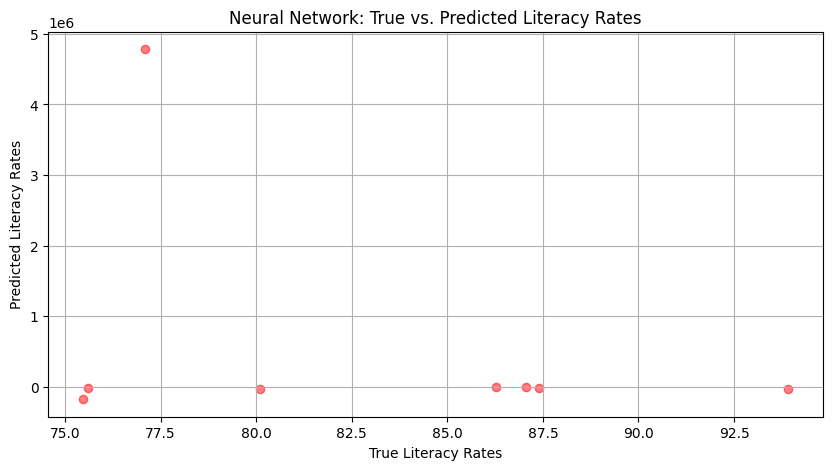 Neural Network: True vs. Predicted Literacy Rates
1e6
5
4
3
2
1
0
Predicted Literacy Rates
75.0 77.5 80.0 82.5 85.0 87.5 90.0 92.5
True Literacy Rates